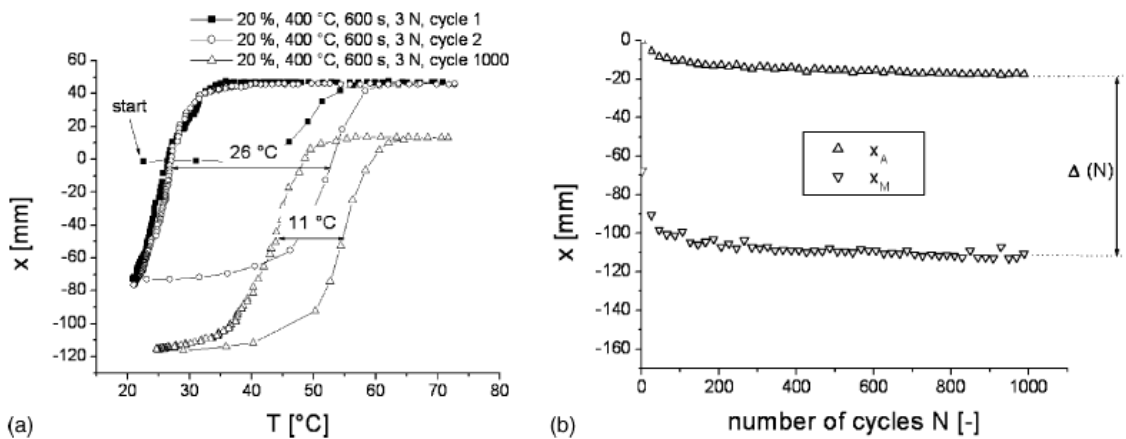 20 %, 400 °C, 600 s, 3 N, cycle 1
20 %, 400 °C, 600 s, 3 N, cycle 2
20 %, 400 °C, 600 s, 3 N, cycle 1000
100
80
60
40
20
0
-20
-40
-60
-80
-100
-120
x [mm]
start
26 °C
11 °C
20 30 40 50 60 70 80
T [°C]
(a)
0
-20
-40
-60
-80
-100
-120
-140
-160
x [mm]
x_A
x_M
Δ (N)
0 200 400 600 800 1000
number of cycles N [-]
(b)